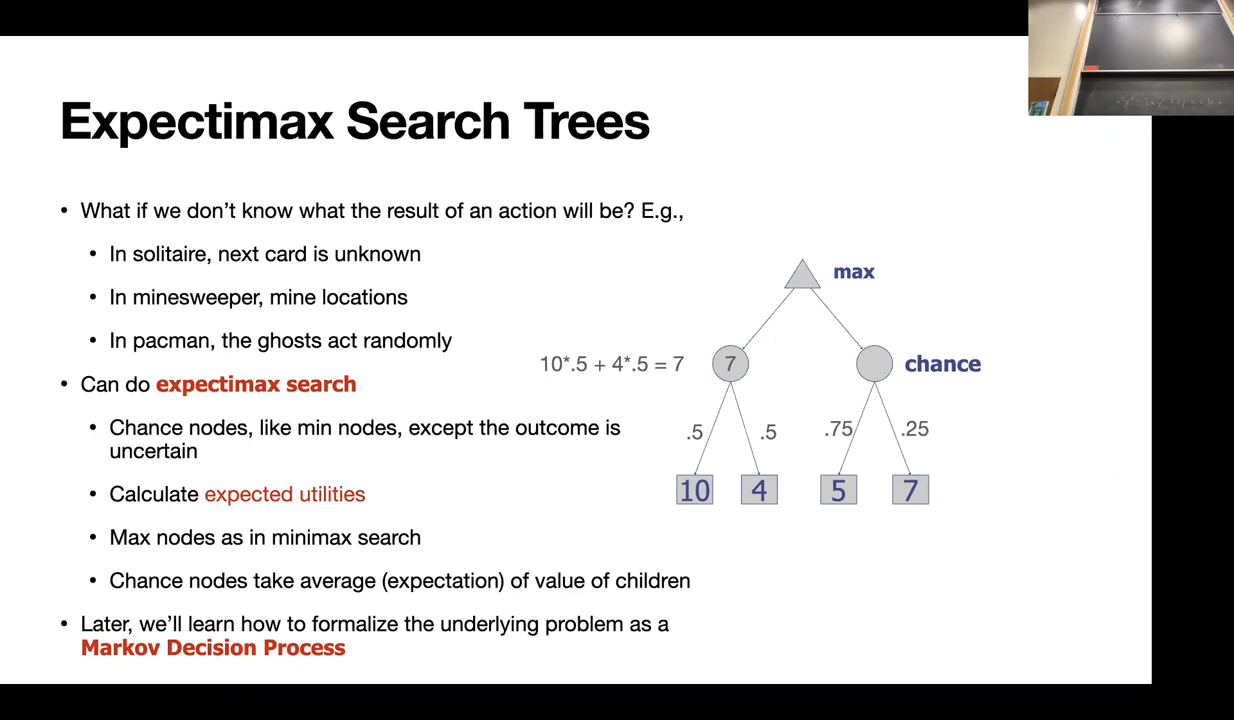 Expectimax Search Trees
• What if we don’t know what the result of an action will be? E.g.,
• In solitaire, next card is unknown
• In minesweeper, mine locations
• In pacman, the ghosts act randomly
• Can do expectimax search
• Chance nodes, like min nodes, except the outcome is
uncertain
• Calculate expected utilities
• Max nodes as in minimax search
• Chance nodes take average (expectation) of value of children
• Later, we’ll learn how to formalize the underlying problem as a
Markov Decision Process
max
10*.5 + 4*.5 = 7
7
chance
.5
.5
.75
.25
10
4
5
7